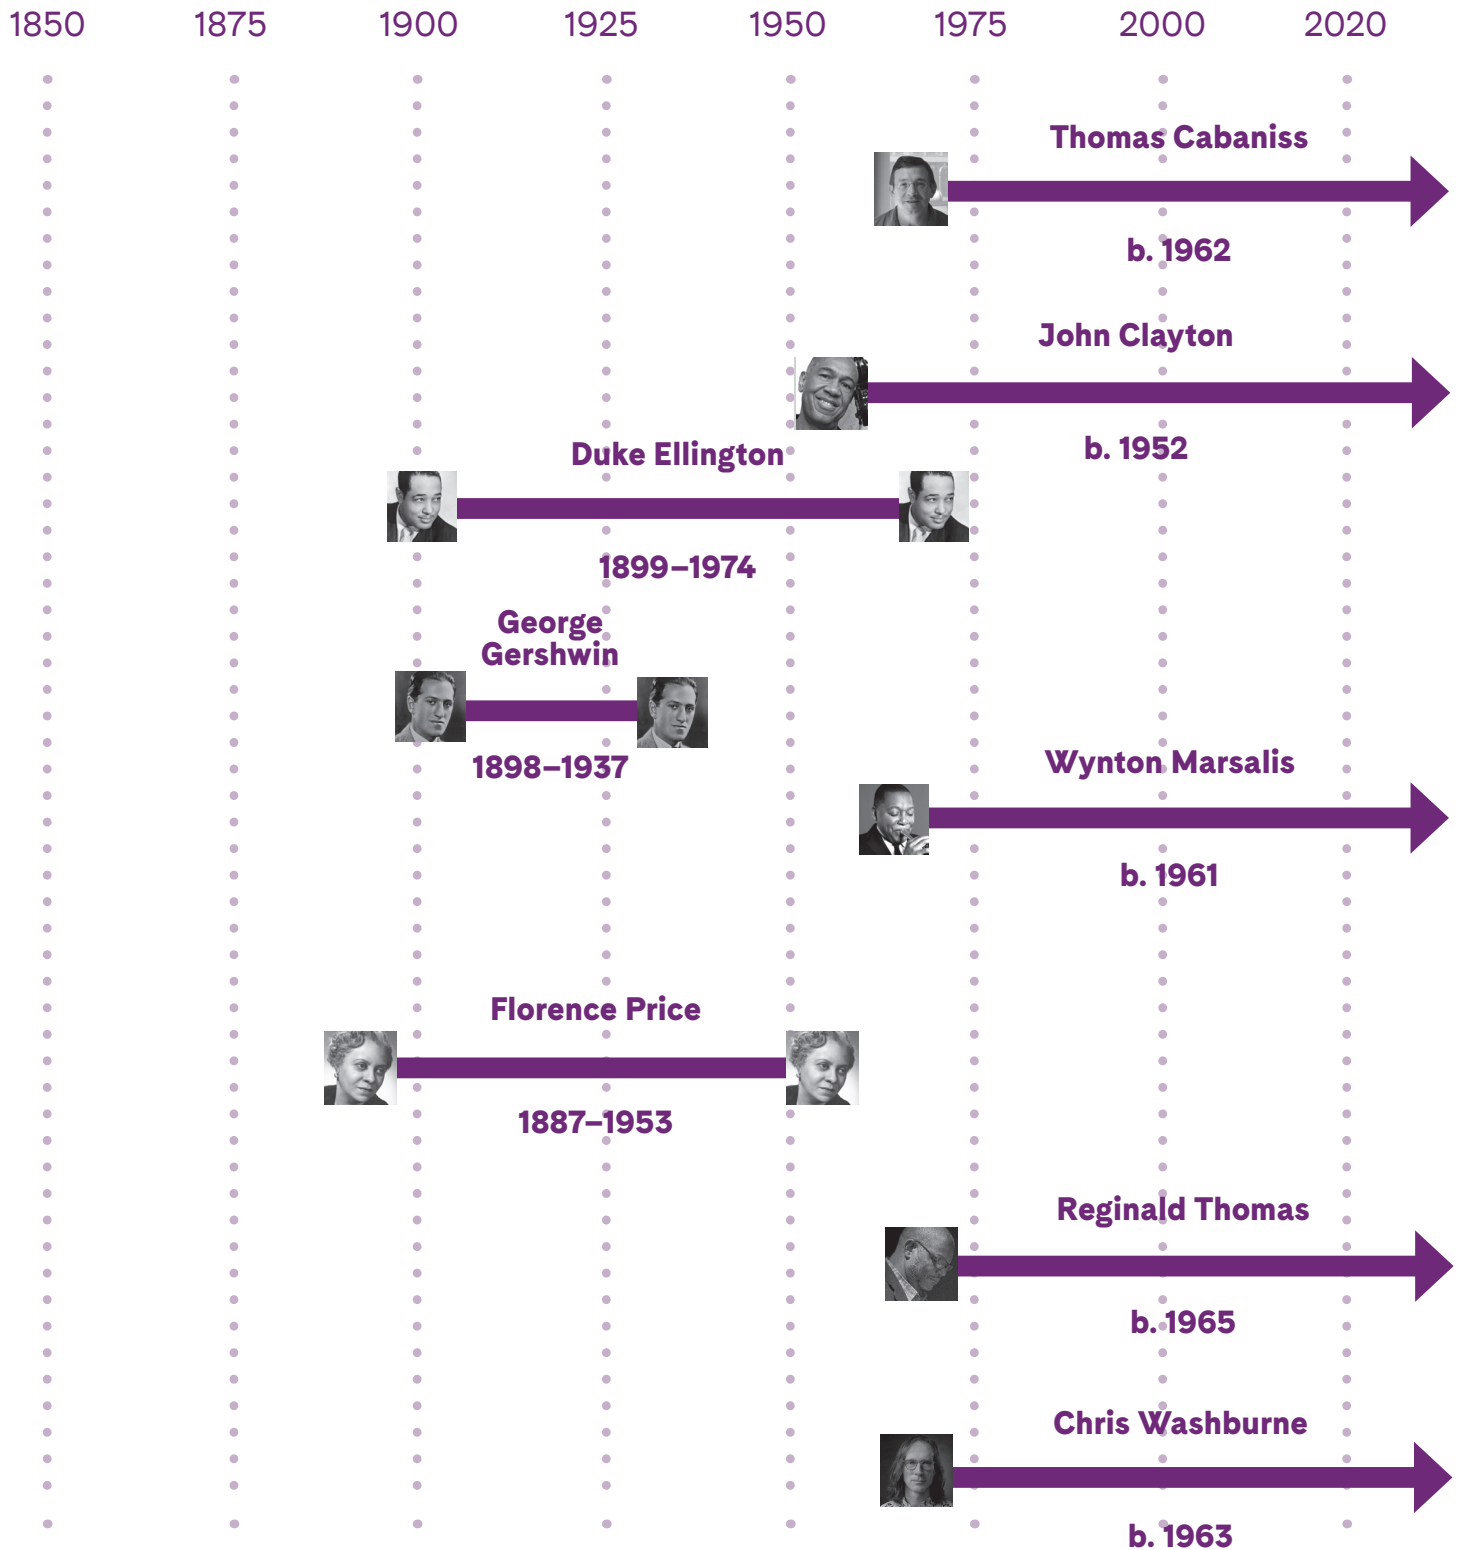 1850 1875 1900 1925 1950 1975 2000 2020
Thomas Cabaniss
b. 1962
John Clayton
b. 1952
Duke Ellington
1899–1974
George
Gershwin
1898–1937
Wynton Marsalis
b. 1961
Florence Price
1887–1953
Reginald Thomas
b. 1965
Chris Washburne
b. 1963